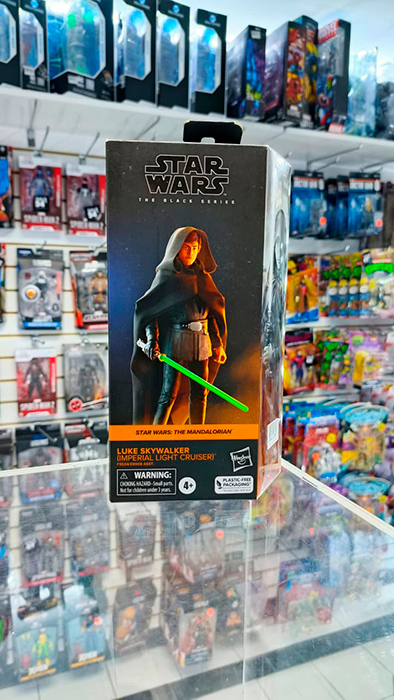 STAR
WARS
THE BLACK SERIES
STAR WARS: THE MANDALORIAN
LUKE SKYWALKER
(IMPERIAL LIGHT CRUISER)
WARNING:
CHOKING HAZARD- Small parts.
Not for children under 3 years.
4+
Hasbro
PLASTIC-FREE
PACKAGING